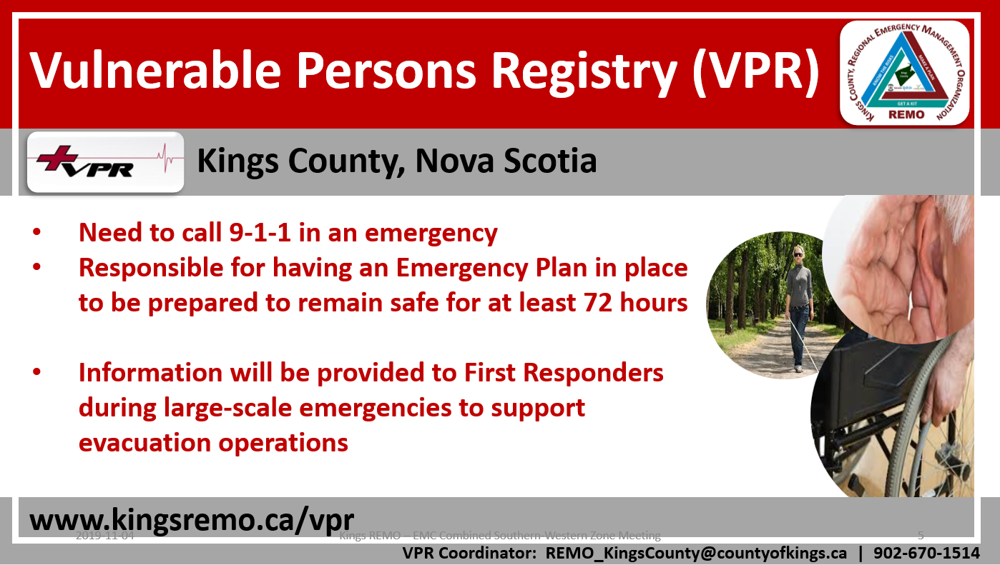 Vulnerable Persons Registry (VPR)
KINGS COUNTY, REGIONAL EMERGENCY MANAGEMENT ORGANIZATION
KNOW THE RISKS
MAKE A PLAN
Kings
County
GET A KIT
REMO
VPR
Kings County, Nova Scotia
• Need to call 9-1-1 in an emergency
• Responsible for having an Emergency Plan in place
to be prepared to remain safe for at least 72 hours
• Information will be provided to First Responders
during large-scale emergencies to support
evacuation operations
www.kingsremo.ca/vpr
2019-11-04
Kings REMO – EMC Combined Southern-Western Zone Meeting
5
VPR Coordinator: REMO_KingsCounty@countyofkings.ca | 902-670-1514